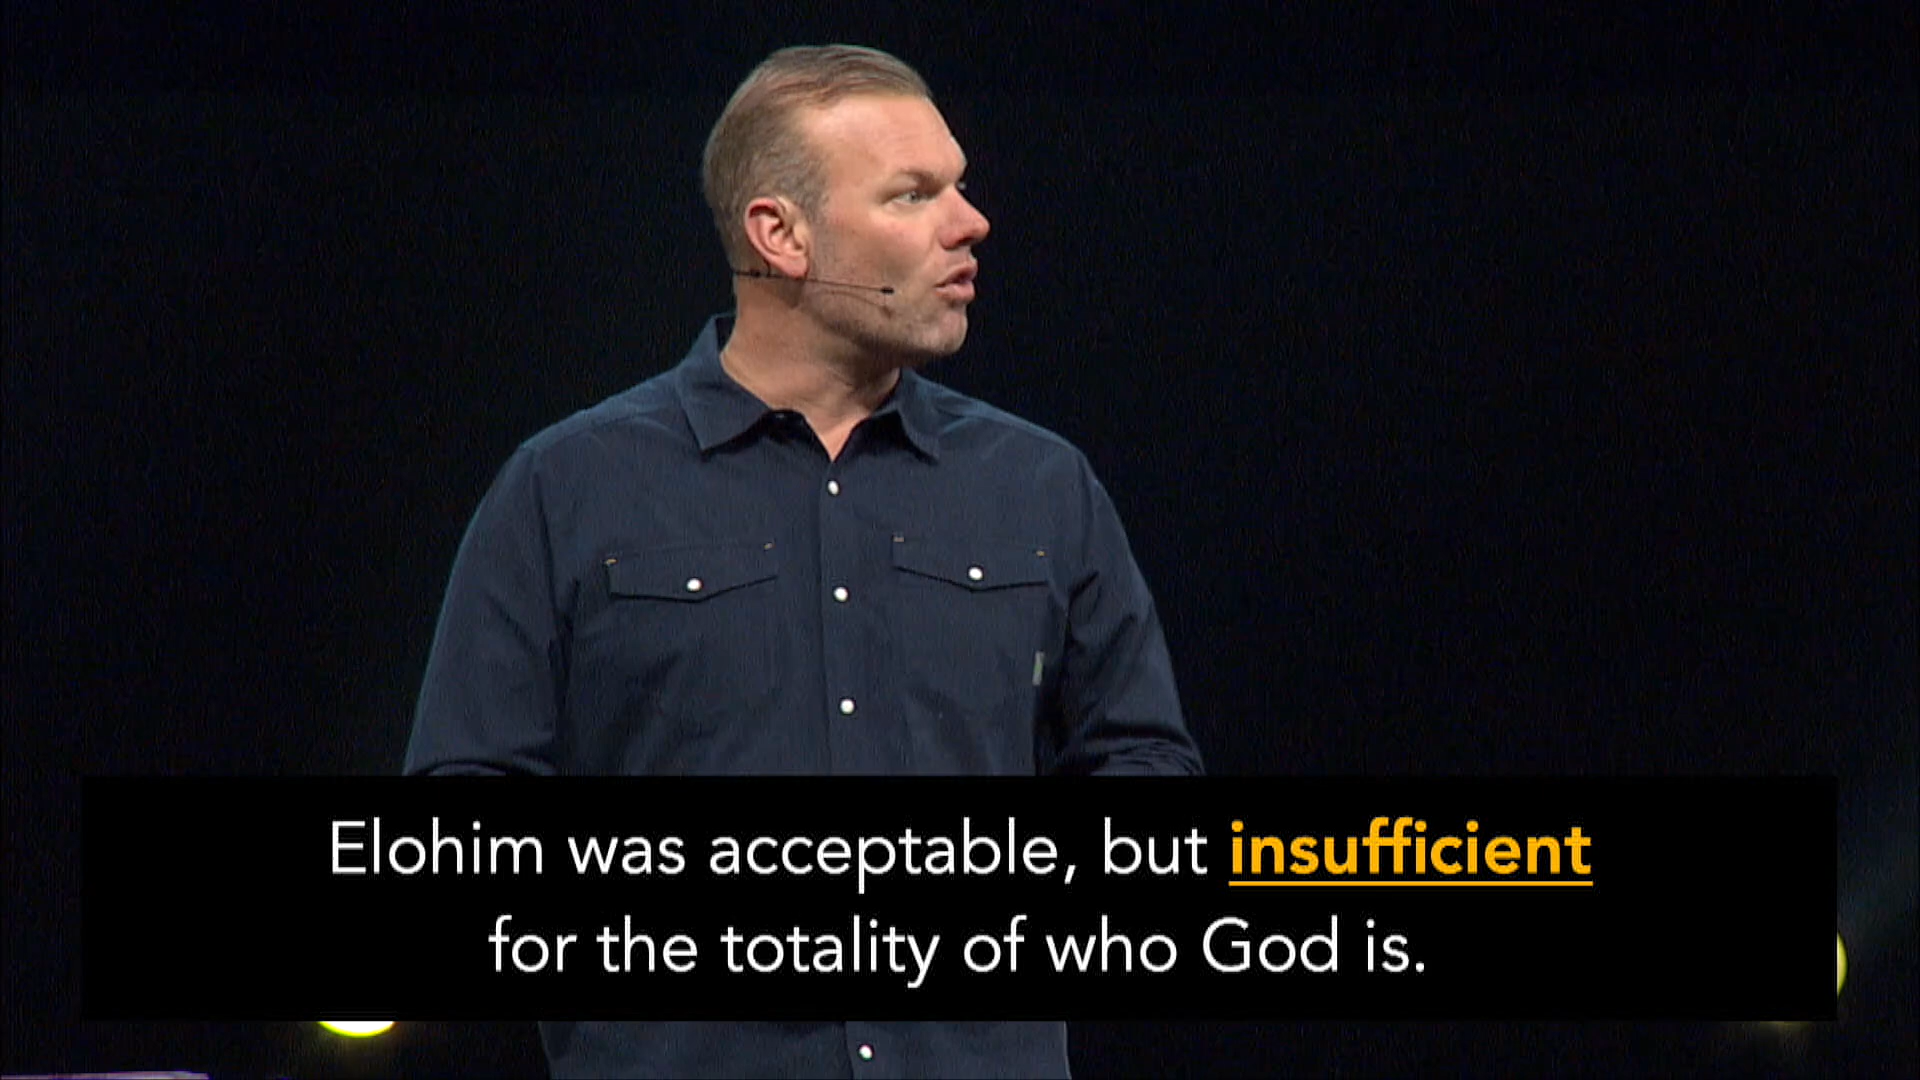 Elohim was acceptable, but insufficient
for the totality of who God is.